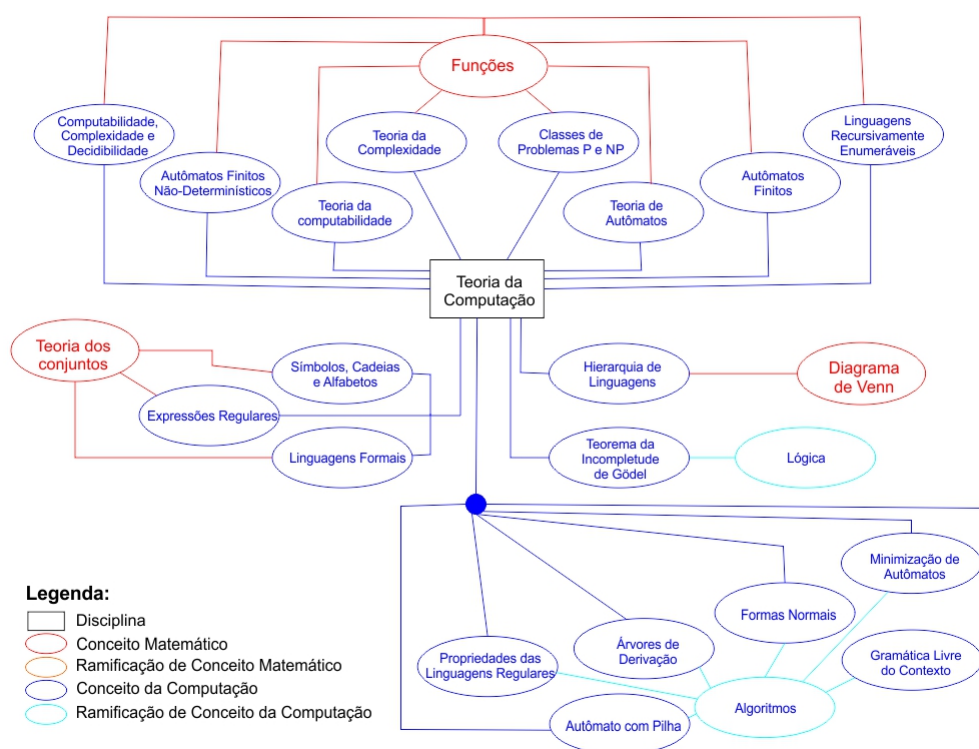 Funções
Computabilidade,
Complexidade e
Decidibilidade
Teoria da
Complexidade
Classes de
Problemas P e NP
Linguagens
Recursivamente
Enumeráveis
Autômatos Finitos
Não-Determinísticos
Autômatos
Finitos
Teoria da
computabilidade
Teoria de
Autômatos
Teoria da
Computação
Teoria dos
conjuntos
Símbolos, Cadeias
e Alfabetos
Hierarquia de
Linguagens
Diagrama
de Venn
Expressões Regulares
Linguagens Formais
Teorema da
Incompletude
de Gödel
Lógica
Minimização de
Autômatos
Formas Normais
Árvores de
Derivação
Propriedades das
Linguagens Regulares
Gramática Livre
do Contexto
Algoritmos
Autômato com Pilha
Legenda:
Disciplina
Conceito Matemático
Ramificação de Conceito Matemático
Conceito da Computação
Ramificação de Conceito da Computação